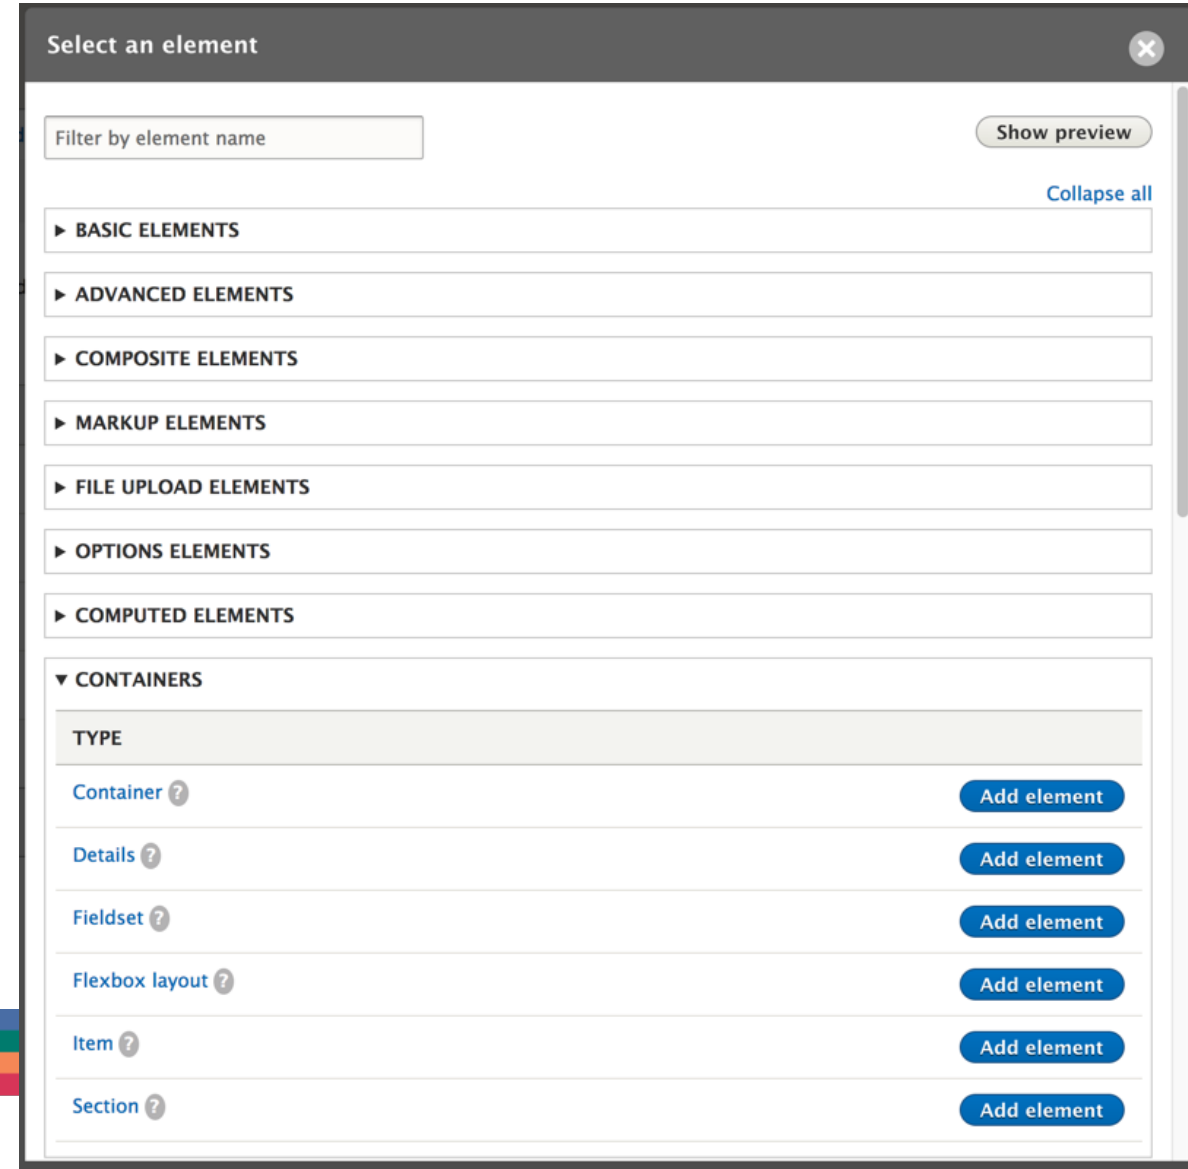 Select an element
Filter by element name
Show preview
Collapse all
BASIC ELEMENTS
ADVANCED ELEMENTS
COMPOSITE ELEMENTS
MARKUP ELEMENTS
FILE UPLOAD ELEMENTS
OPTIONS ELEMENTS
COMPUTED ELEMENTS
CONTAINERS
TYPE
Container ? Add element
Details ? Add element
Fieldset ? Add element
Flexbox layout ? Add element
Item ? Add element
Section ? Add element